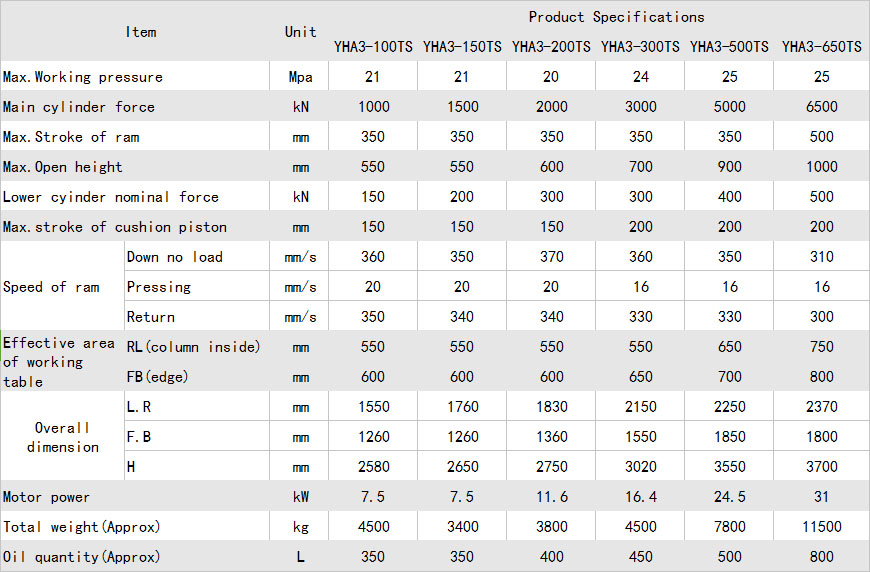 Item Unit Product Specifications
YHA3-100TS YHA3-150TS YHA3-200TS YHA3-300TS YHA3-500TS YHA3-650TS
Max.Working pressure Mpa 21 21 20 24 25 25
Main cylinder force kN 1000 1500 2000 3000 5000 6500
Max.Stroke of ram mm 350 350 350 350 350 500
Max.Open height mm 550 550 600 700 900 1000
Lower cyinder nominal force kN 150 200 300 300 400 500
Max.stroke of cushion piston mm 150 150 150 200 200 200
Speed of ram
Down no load mm/s 360 350 370 360 350 310
Pressing mm/s 20 20 20 16 16 16
Return mm/s 350 340 340 330 330 300
Effective area
of working
table
RL(column inside) mm 550 550 550 550 650 750
FB(edge) mm 600 600 600 650 700 800
Overall
dimension
L.R mm 1550 1760 1830 2150 2250 2370
F.B mm 1260 1260 1360 1550 1850 1800
H mm 2580 2650 2750 3020 3550 3700
Motor power kW 7.5 7.5 11.6 16.4 24.5 31
Total weight(Approx) kg 4500 3400 3800 4500 7800 11500
Oil quantity(Approx) L 350 350 400 450 500 800